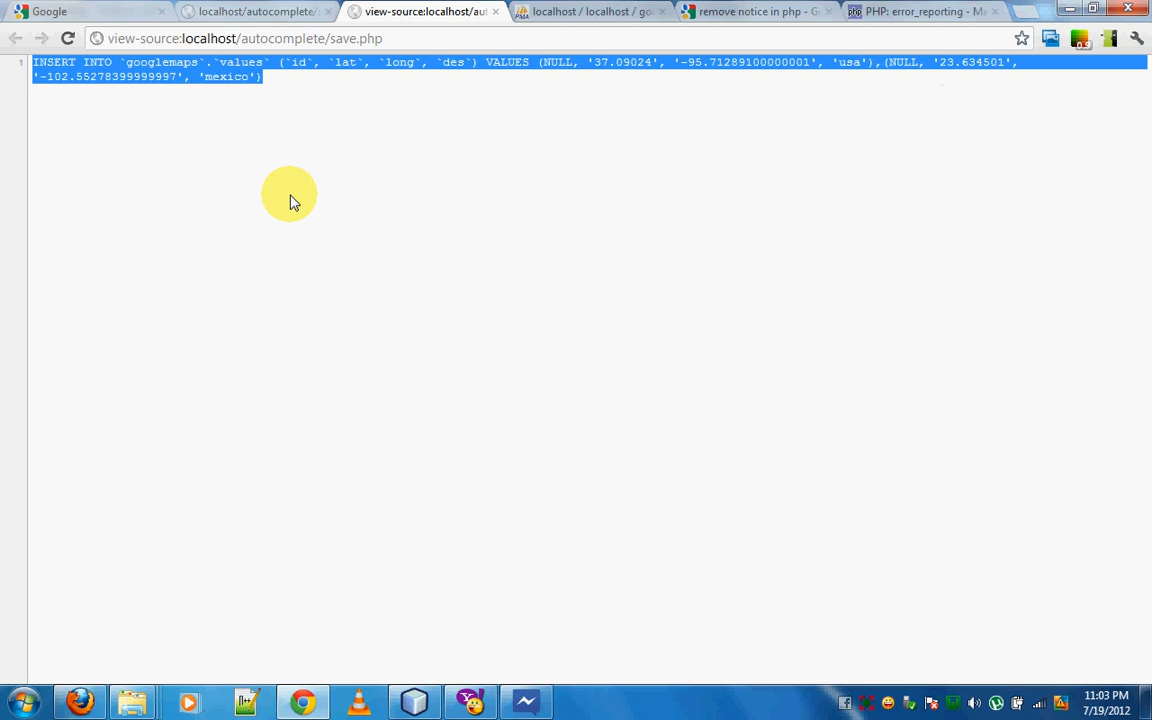 Google
localhost/autocomplete/
view-source:localhost/aut
localhost / localhost / go
remove notice in php - G
PHP: error_reporting - Ma
view-source:localhost/autocomplete/save.php
1
INSERT INTO `googlemaps`.`values` (`id`, `lat`, `long`, `des`) VALUES (NULL, '37.09024', '-95.71289100000001', 'usa'),(NULL, '23.634501',
'-102.55278399999997', 'mexico')
11:03 PM
7/19/2012